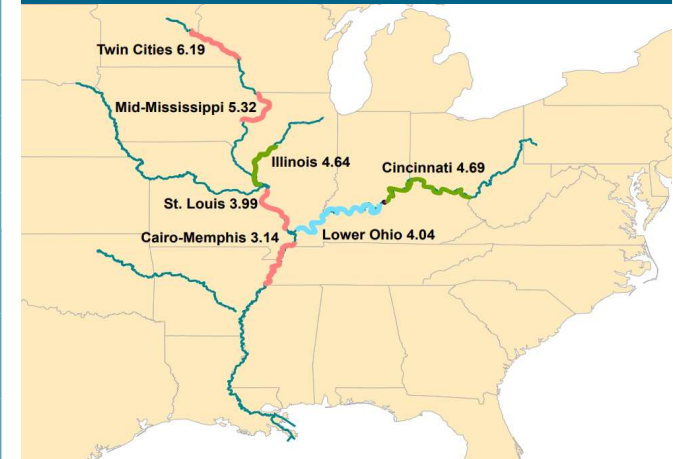 Twin Cities 6.19
Mid-Mississippi 5.32
Illinois 4.64
Cincinnati 4.69
St. Louis 3.99
Cairo-Memphis 3.14
Lower Ohio 4.04